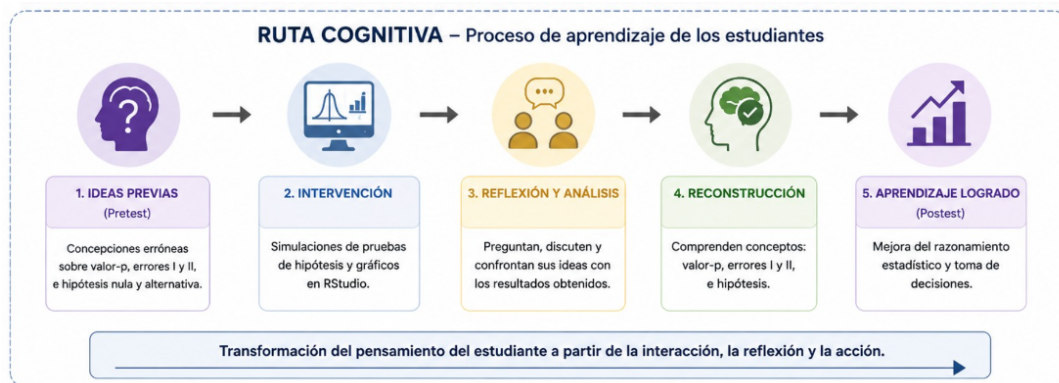 RUTA COGNITIVA – Proceso de aprendizaje de los estudiantes
?
1. IDEAS PREVIAS
(Pretest)
Concepciones erróneas
sobre valor-p, errores I y II,
e hipótesis nula y alternativa.
2. INTERVENCIÓN
Simulaciones de pruebas
de hipótesis y gráficos
en RStudio.
3. REFLEXIÓN Y ANÁLISIS
Preguntan, discuten y
confrontan sus ideas con
los resultados obtenidos.
4. RECONSTRUCCIÓN
Comprenden conceptos:
valor-p, errores I y II,
e hipótesis.
5. APRENDIZAJE LOGRADO
(Postest)
Mejora del razonamiento
estadístico y toma de
decisiones.
Transformación del pensamiento del estudiante a partir de la interacción, la reflexión y la acción.